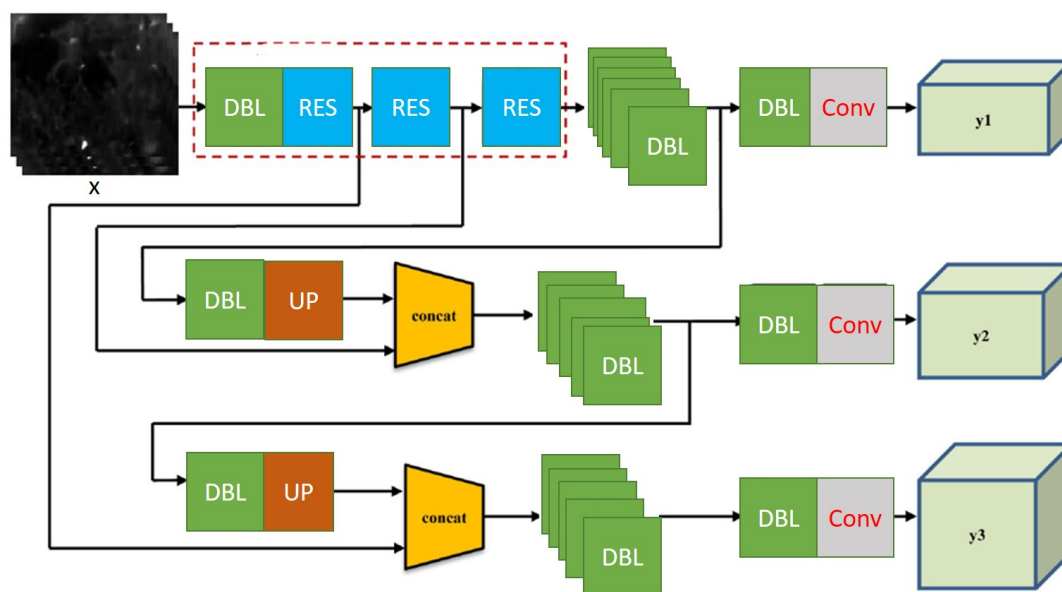 DBL RES RES RES DBL DBL Conv y1
x
DBL UP concat DBL DBL Conv y2
DBL UP concat DBL DBL Conv y3